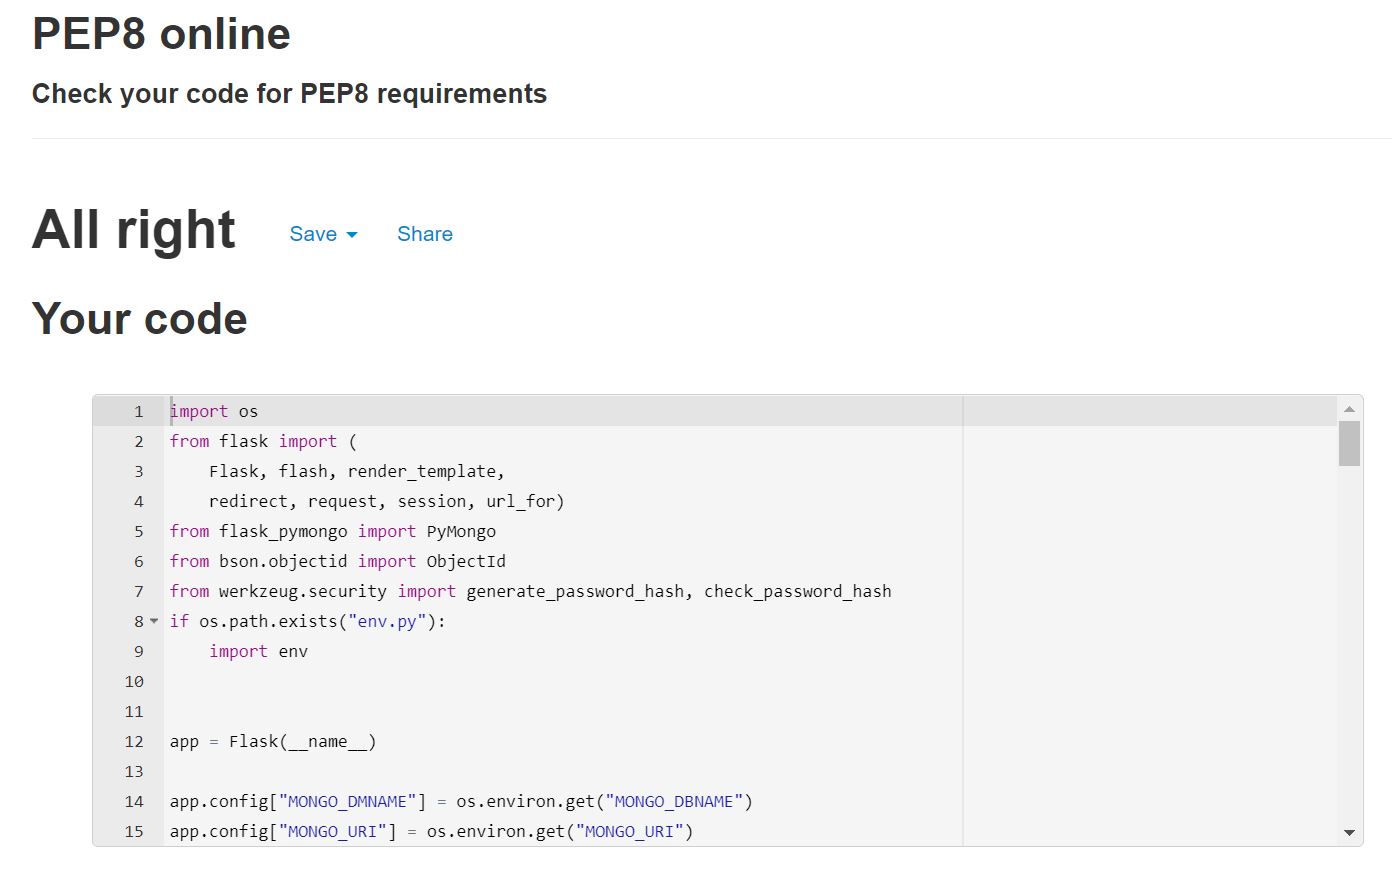 PEP8 online
Check your code for PEP8 requirements
All right Save Share
Your code
1 import os
2 from flask import (
3     Flask, flash, render_template,
4     redirect, request, session, url_for)
5 from flask_pymongo import PyMongo
6 from bson.objectid import ObjectId
7 from werkzeug.security import generate_password_hash, check_password_hash
8 if os.path.exists("env.py"):
9     import env
10
11
12 app = Flask(__name__)
13
14 app.config["MONGO_DMNAME"] = os.environ.get("MONGO_DBNAME")
15 app.config["MONGO_URI"] = os.environ.get("MONGO_URI")